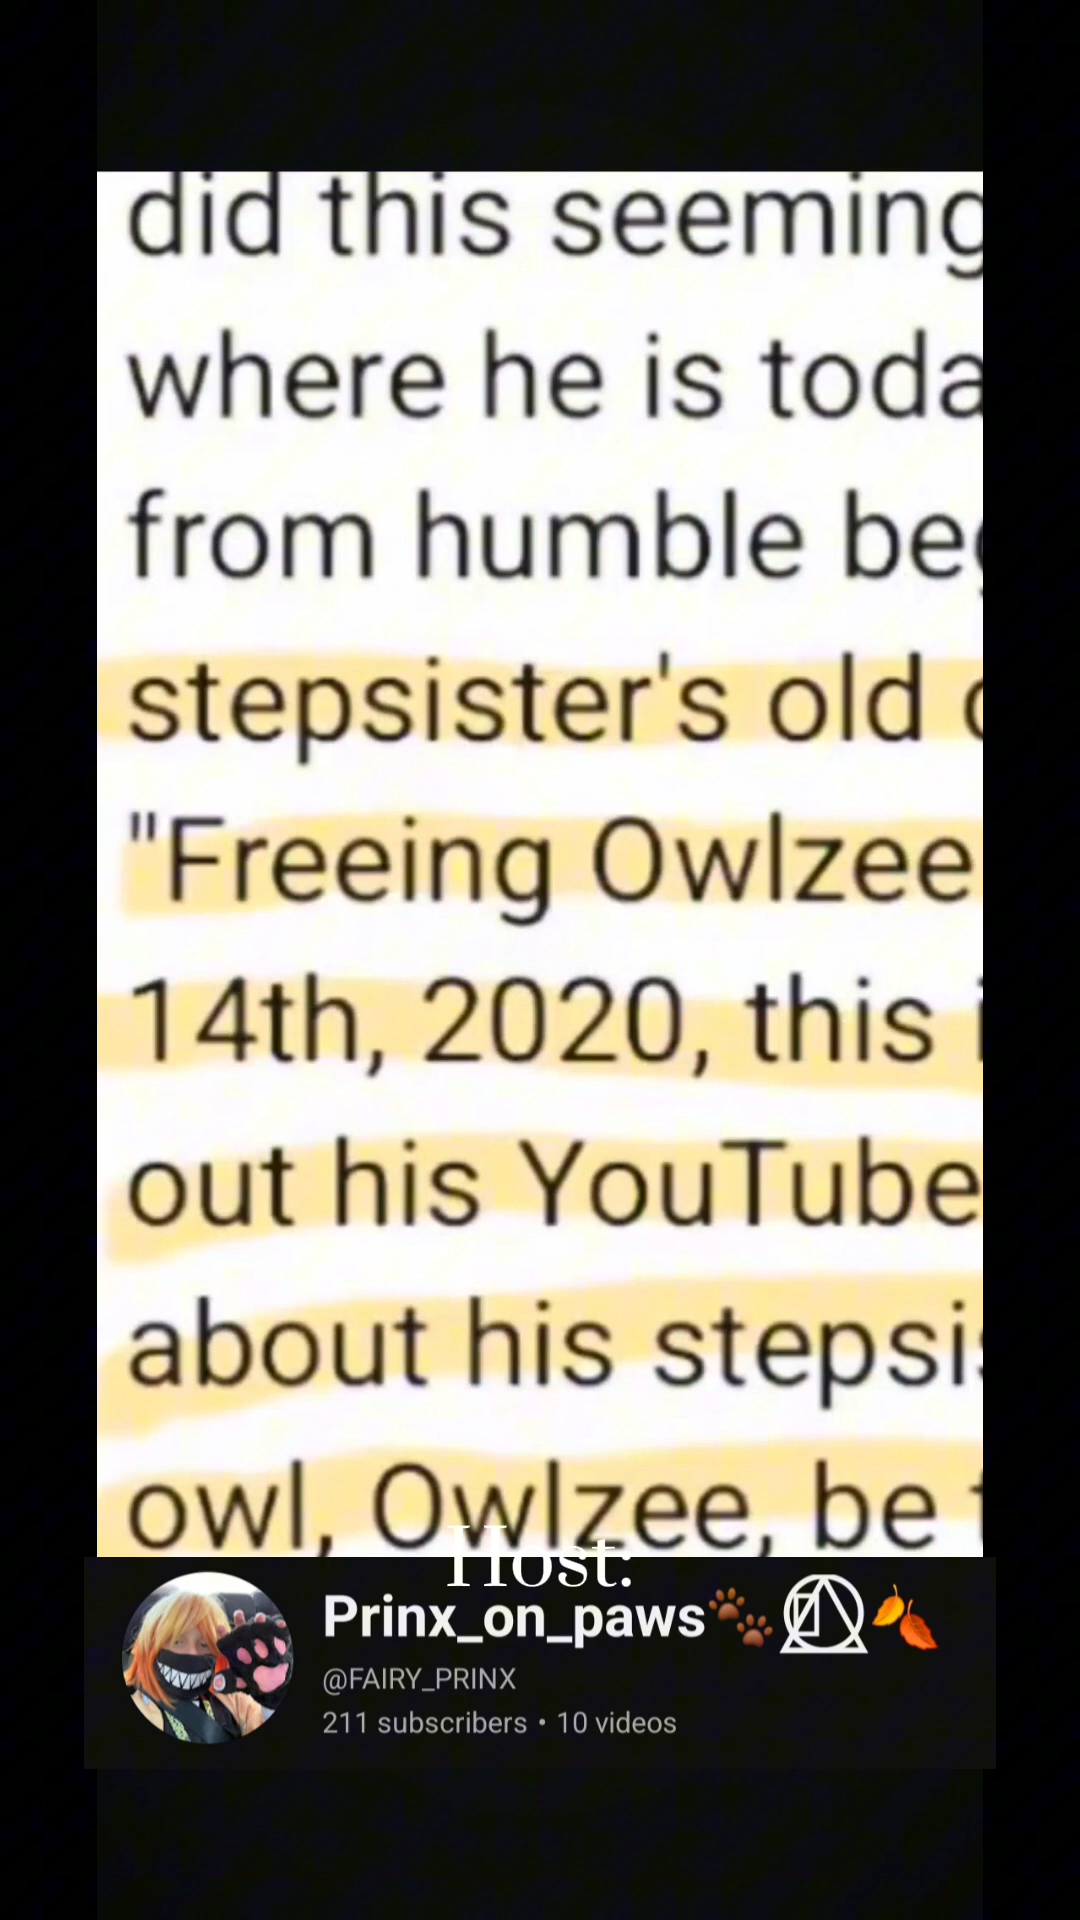 did this seeming
where he is toda
from humble be
stepsister's old
"Freeing Owlzee
14th, 2020, this
out his YouTube
about his stepsi
owl, Owlzee, be
Host:
Prinx_on_paws
@FAIRY_PRINX
211 subscribers • 10 videos